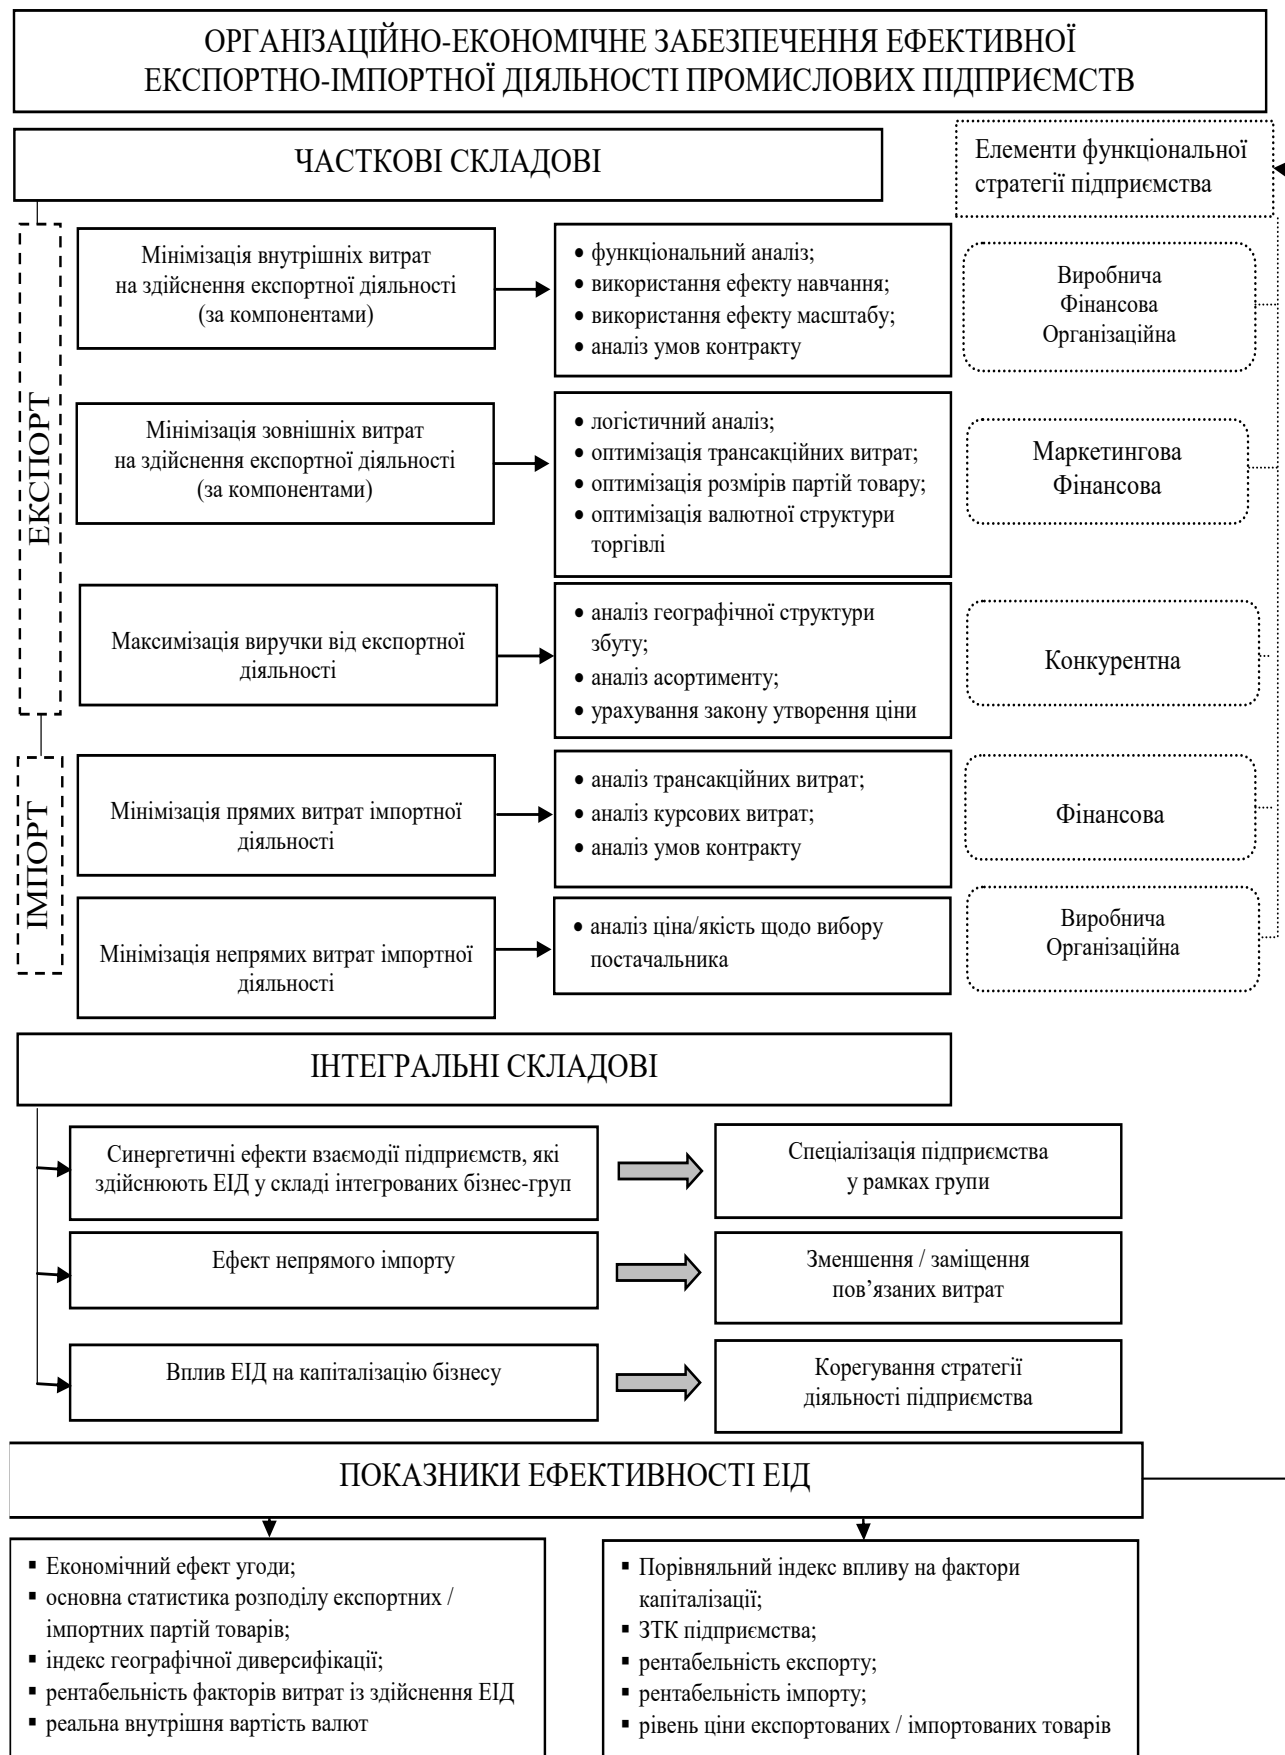 ОРГАНІЗАЦІЙНО-ЕКОНОМІЧНЕ ЗАБЕЗПЕЧЕННЯ ЕФЕКТИВНОЇ
ЕКСПОРТНО-ІМПОРТНОЇ ДІЯЛЬНОСТІ ПРОМИСЛОВИХ ПІДПРИЄМСТВ
ЧАСТКОВІ СКЛАДОВІ
Елементи функціональної
стратегії підприємства
ЕКСПОРТ
Мінімізація внутрішніх витрат
на здійснення експортної діяльності
(за компонентами)
• функціональний аналіз;
• використання ефекту навчання;
• використання ефекту масштабу;
• аналіз умов контракту
Виробнича
Фінансова
Організаційна
Мінімізація зовнішніх витрат
на здійснення експортної діяльності
(за компонентами)
• логістичний аналіз;
• оптимізація трансакційних витрат;
• оптимізація розмірів партій товару;
• оптимізація валютної структури
торгівлі
Маркетингова
Фінансова
Максимізація виручки від експортної
діяльності
• аналіз географічної структури
збуту;
• аналіз асортименту;
• урахування закону утворення ціни
Конкурентна
ІМПОРТ
Мінімізація прямих витрат імпортної
діяльності
• аналіз трансакційних витрат;
• аналіз курсових витрат;
• аналіз умов контракту
Фінансова
Мінімізація непрямих витрат імпортної
діяльності
• аналіз ціна/якість щодо вибору
постачальника
Виробнича
Організаційна
ІНТЕГРАЛЬНІ СКЛАДОВІ
Синергетичні ефекти взаємодії підприємств, які
здійснюють ЕІД у складі інтегрованих бізнес-груп
Спеціалізація підприємства
у рамках групи
Ефект непрямого імпорту
Зменшення / заміщення
пов’язаних витрат
Вплив ЕІД на капіталізацію бізнесу
Корегування стратегії
діяльності підприємства
ПОКАЗНИКИ ЕФЕКТИВНОСТІ ЕІД
▪ Економічний ефект угоди;
▪ основна статистика розподілу експортних /
імпортних партій товарів;
▪ індекс географічної диверсифікації;
▪ рентабельність факторів витрат із здійснення ЕІД
▪ реальна внутрішня вартість валют
▪ Порівняльний індекс впливу на фактори
капіталізації;
▪ ЗТК підприємства;
▪ рентабельність експорту;
▪ рентабельність імпорту;
▪ рівень ціни експортованих / імпортованих товарів